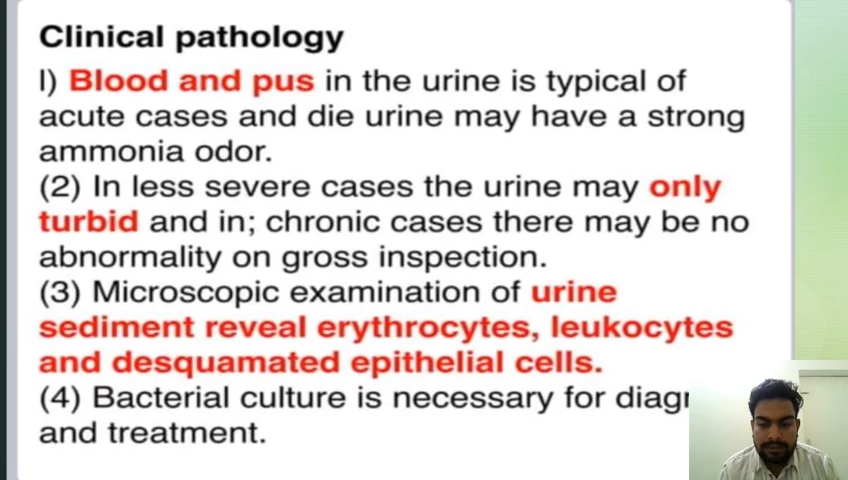 Clinical pathology
I) Blood and pus in the urine is typical of
acute cases and die urine may have a strong
ammonia odor.
(2) In less severe cases the urine may only
turbid and in; chronic cases there may be no
abnormality on gross inspection.
(3) Microscopic examination of urine
sediment reveal erythrocytes, leukocytes
and desquamated epithelial cells.
(4) Bacterial culture is necessary for
and treatment.